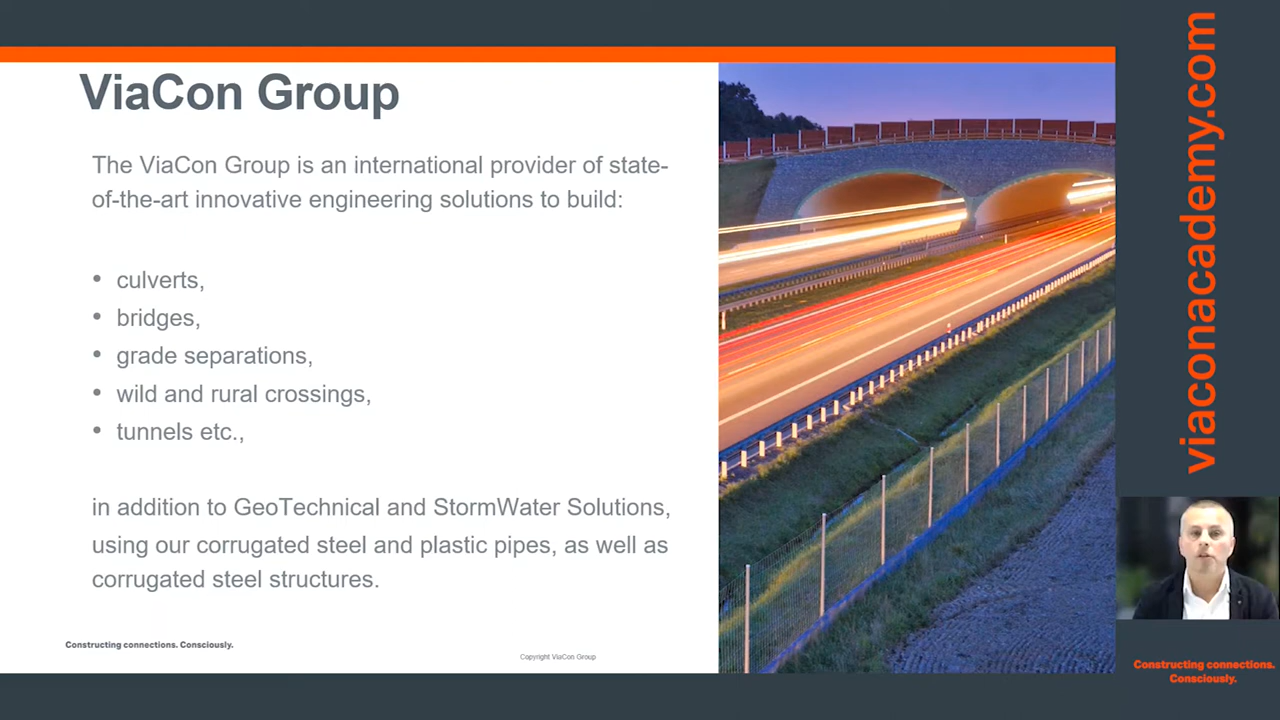 ViaCon Group
The ViaCon Group is an international provider of state-
of-the-art innovative engineering solutions to build:
• culverts,
• bridges,
• grade separations,
• wild and rural crossings,
• tunnels etc.,
in addition to GeoTechnical and StormWater Solutions,
using our corrugated steel and plastic pipes, as well as
corrugated steel structures.
Constructing connections. Consciously.
Copyright ViaCon Group
viaconacademy.com
Constructing connections.
Consciously.